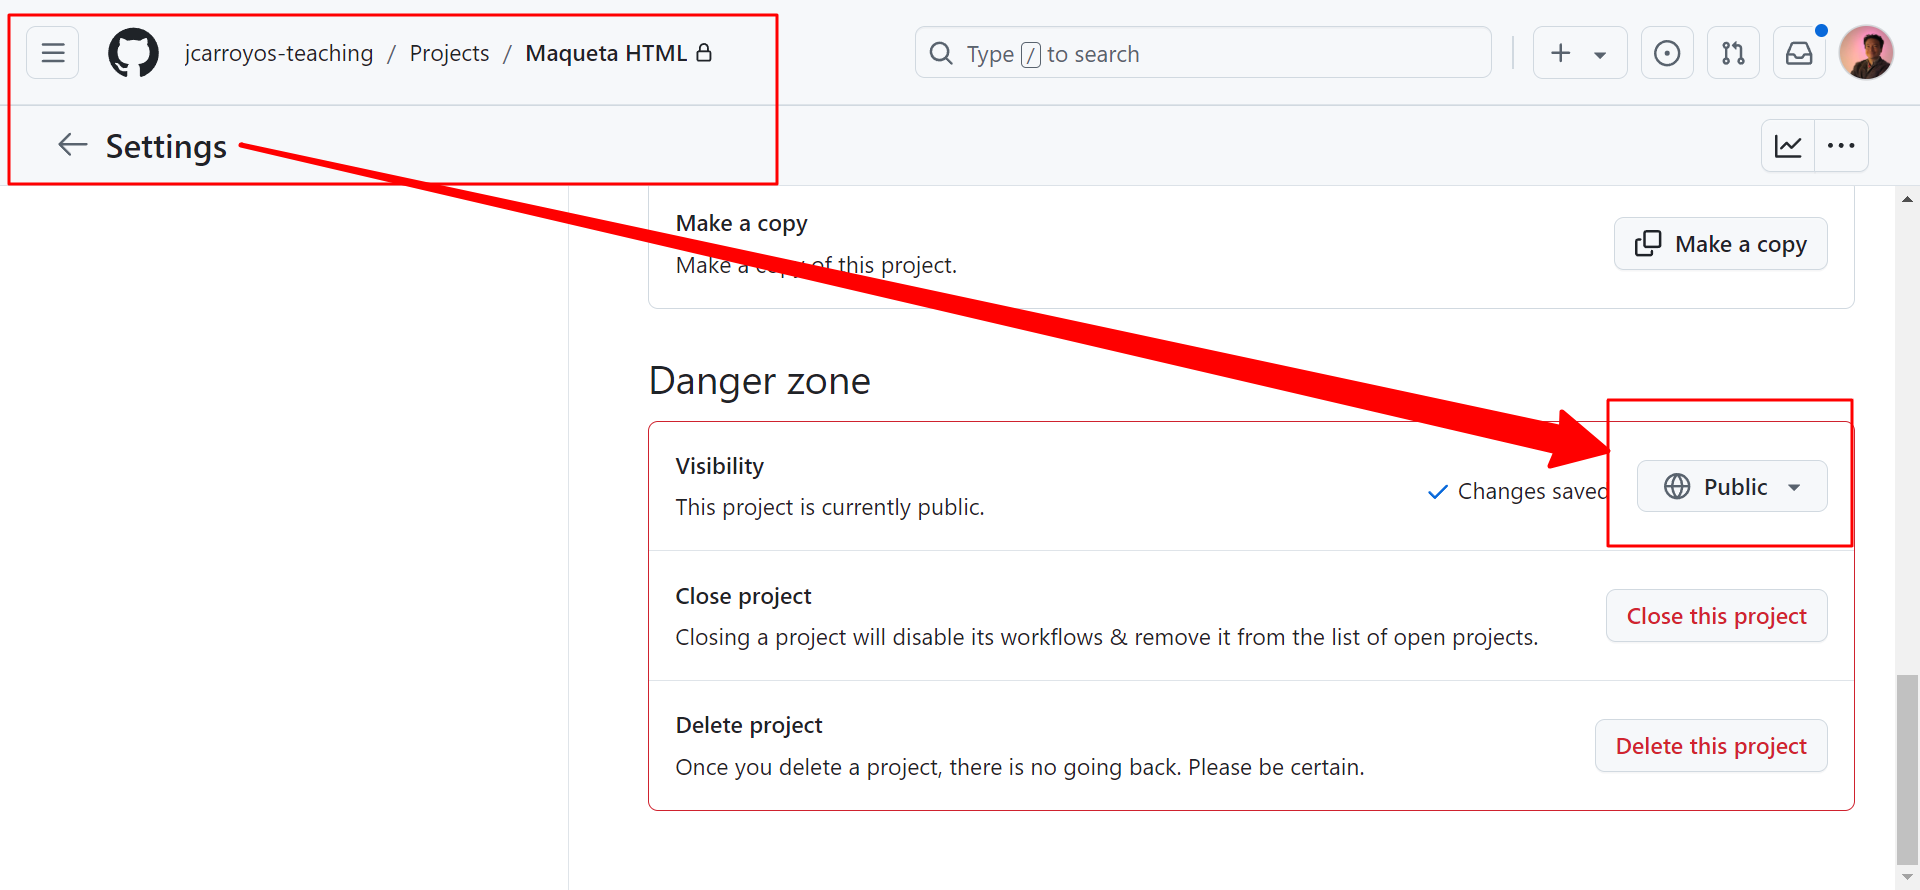 jcarroyos-teaching / Projects / Maqueta HTML
Type / to search
Settings
Make a copy
Make a copy of this project.
Make a copy
Danger zone
Visibility
This project is currently public.
Changes saved
Public
Close project
Closing a project will disable its workflows & remove it from the list of open projects.
Close this project
Delete project
Once you delete a project, there is no going back. Please be certain.
Delete this project